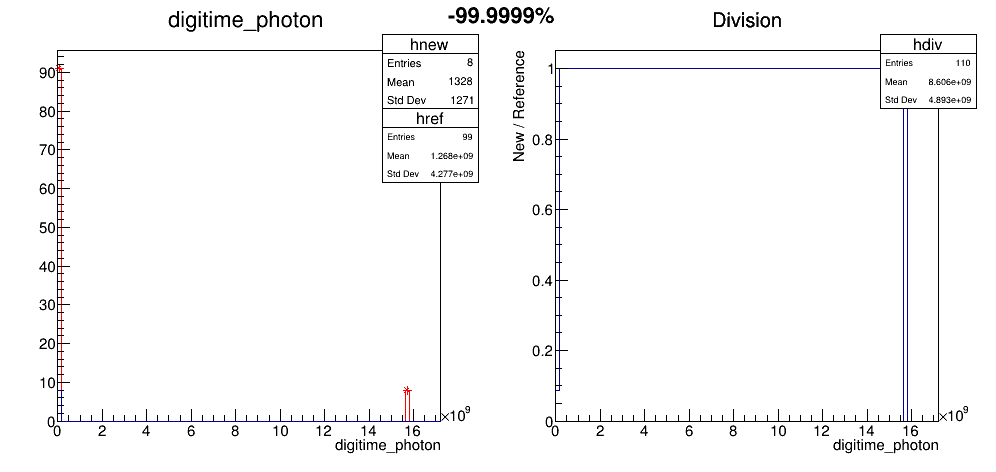 digitime_photon
-99.9999%
Division
hnew
Entries 8
Mean 1328
Std Dev 1271
href
Entries 99
Mean 1.268e+09
Std Dev 4.277e+09
90
80
70
60
50
40
30
20
10
0
0 2 4 6 8 10 12 14 16
×10⁹
digitime_photon
hdiv
Entries 110
Mean 8.606e+09
Std Dev 4.893e+09
New / Reference
1
0.8
0.6
0.4
0.2
0
0 2 4 6 8 10 12 14 16
×10⁹
digitime_photon